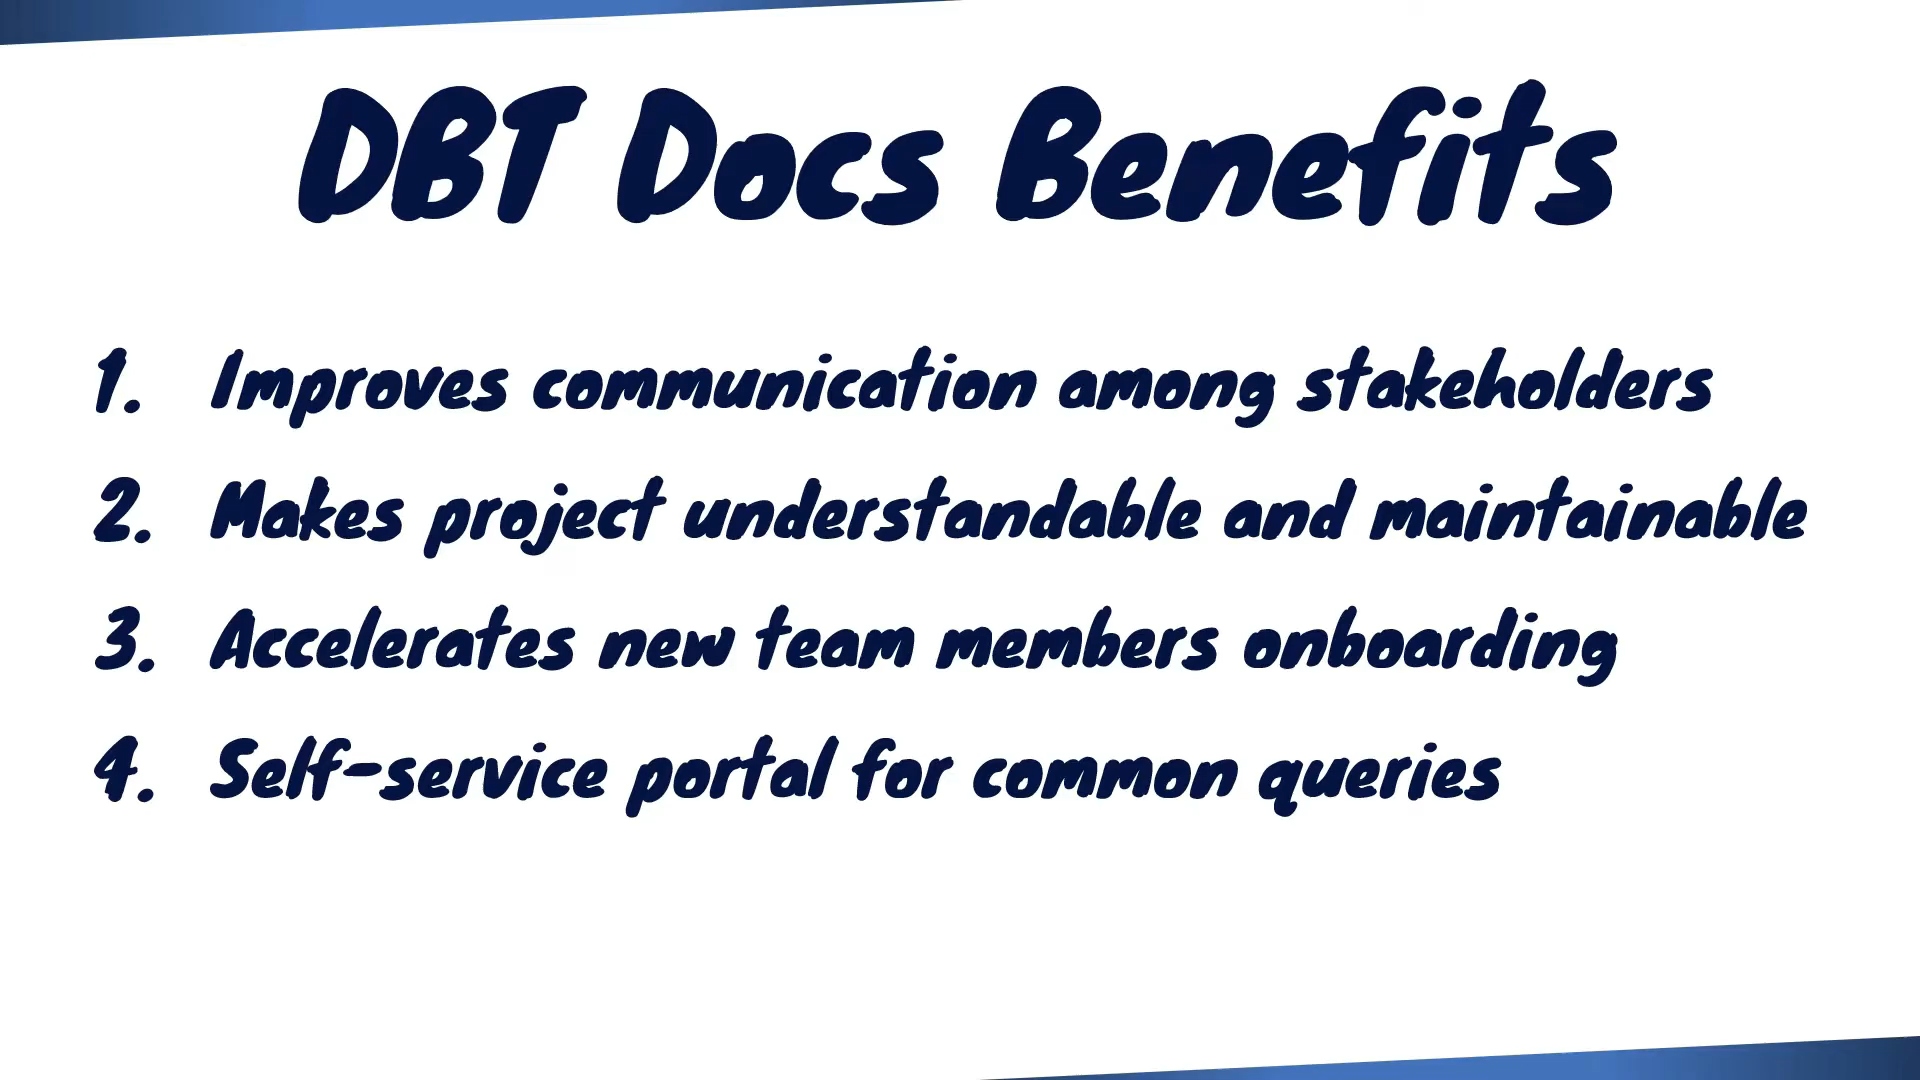 DBT Docs Benefits
1. Improves communication among stakeholders
2. Makes project understandable and maintainable
3. Accelerates new team members onboarding
4. Self-service portal for common queries